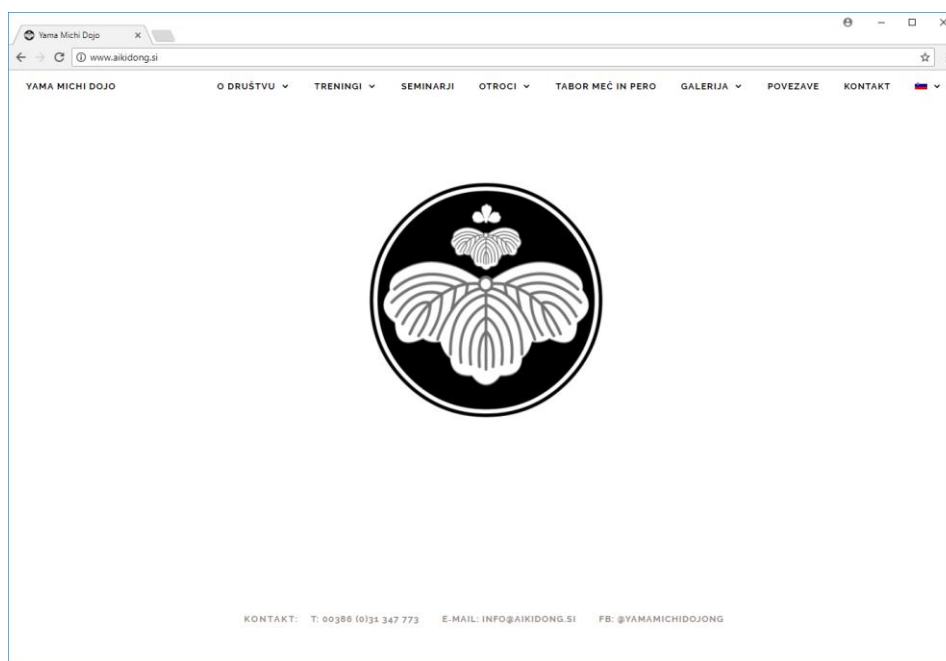 Yama Michi Dojo
www.aikidong.si
YAMA MICHI DOJO O DRUŠTVU TRENINGI SEMINARJI OTROCI TABOR MEČ IN PERO GALERIJA POVEZAVE KONTAKT
KONTAKT: T: 00386 (0)31 347 773 E-MAIL: INFO@AIKIDONG.SI FB: @YAMAMICHIDOJONG